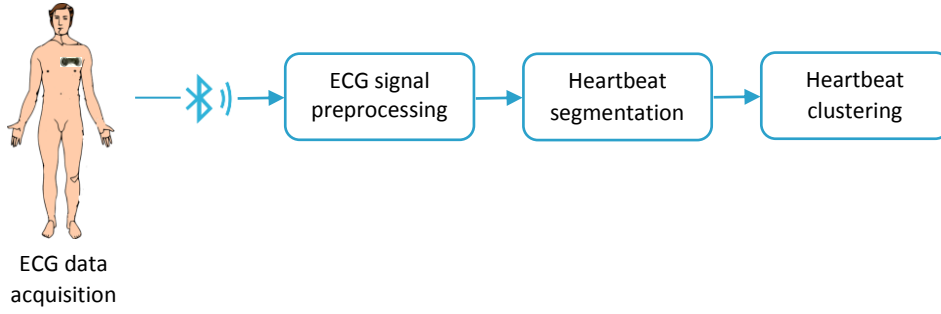 ECG data
acquisition
ECG signal
preprocessing
Heartbeat
segmentation
Heartbeat
clustering